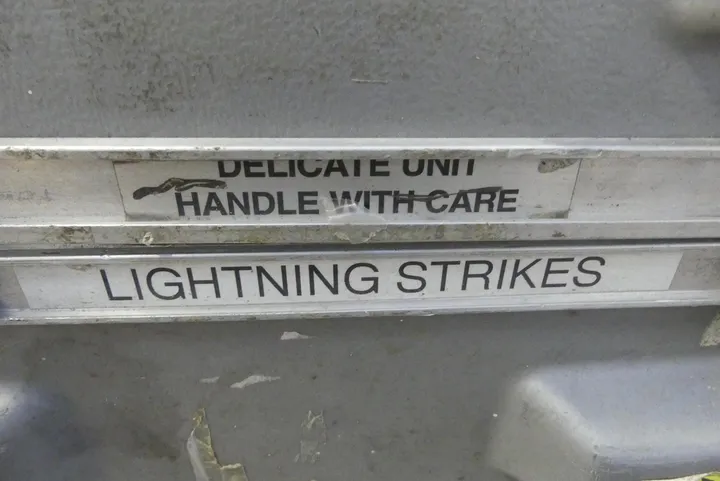 DELICATE UNIT
HANDLE WITH CARE
LIGHTNING STRIKES